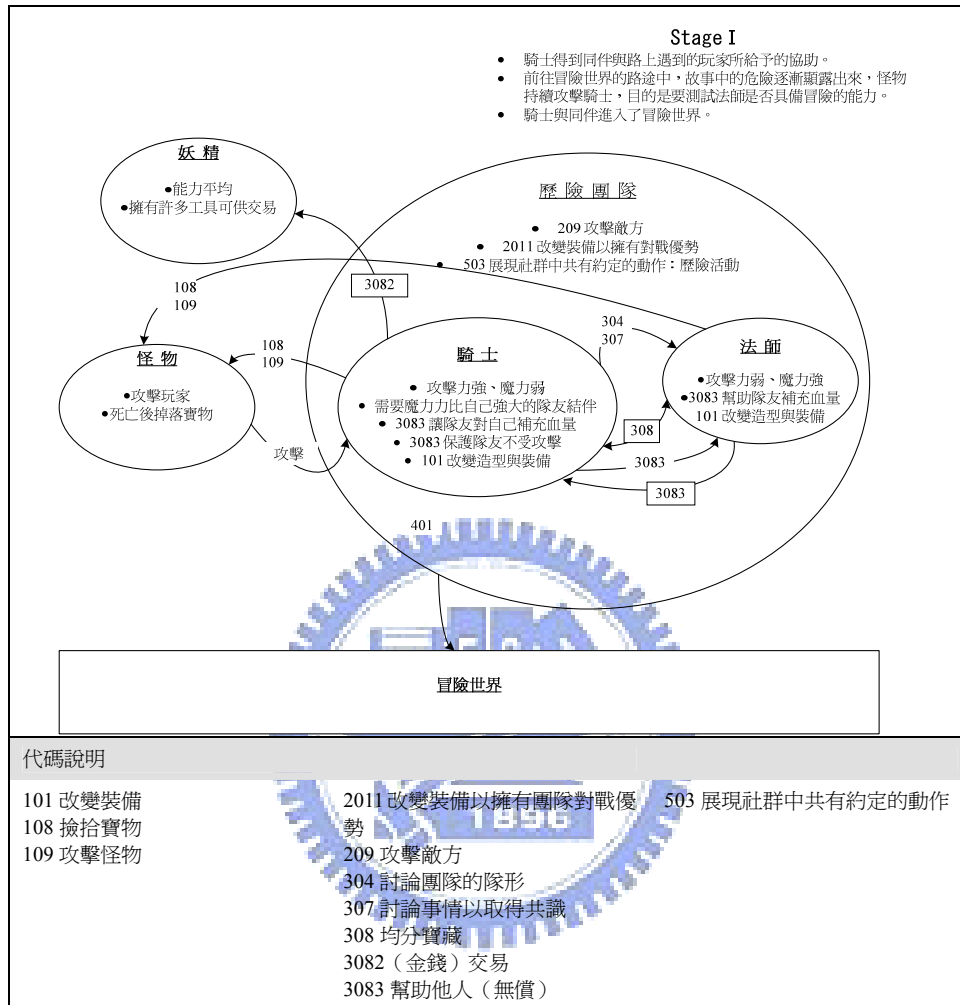 Stage I
● 騎士得到同伴與路上遇到的玩家所給予的協助。
● 前往冒險世界的路途中，故事中的危險逐漸顯露出來，怪物
持續攻擊騎士，目的是要測試法師是否具備冒險的能力。
● 騎士與同伴進入了冒險世界。
妖 精
●能力平均
●擁有許多工具可供交易
歷 險 團 隊
● 209 攻擊敵方
● 2011 改變裝備以擁有對戰優勢
● 503 展現社群中共有約定的動作：歷險活動
108
109
3082
304
307
怪 物
●攻擊玩家
●死亡後掉落寶物
108
109
騎 士
● 攻擊力強、魔力弱
● 需要魔力力比自己強大的隊友結伴
● 3083 讓隊友對自己補充血量
● 3083 保護隊友不受攻擊
● 101 改變造型與裝備
法 師
●攻擊力弱、魔力強
●3083 幫助隊友補充血量
101 改變造型與裝備
攻擊
308
3083
3083
401
冒險世界
代碼說明
101 改變裝備
108 撿拾寶物
109 攻擊怪物
2011 改變裝備以擁有團隊對戰優
勢
209 攻擊敵方
304 討論團隊的隊形
307 討論事情以取得共識
308 均分寶藏
3082（金錢）交易
3083 幫助他人（無償）
503 展現社群中共有約定的動作
1896